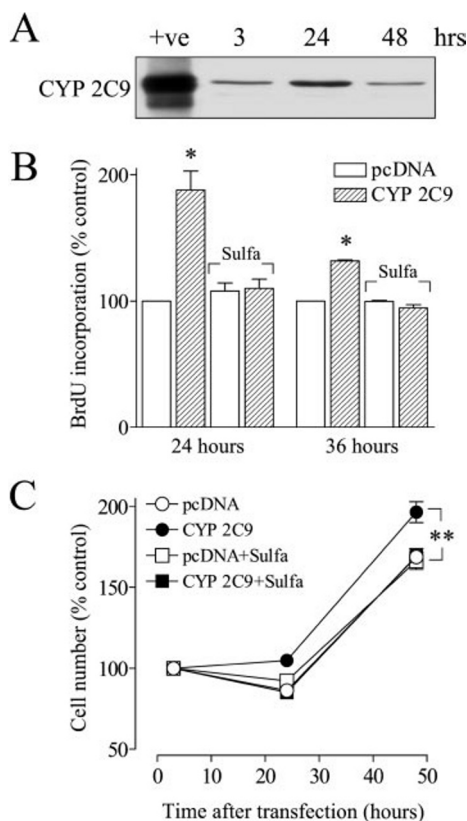 A
+ve 3 24 48 hrs
CYP 2C9
B
pcDNA
CYP 2C9
200
*
*
Sulfa
Sulfa
100
0
BrdU incorporation (% control)
24 hours 36 hours
C
pcDNA
CYP 2C9
pcDNA+Sulfa
CYP 2C9+Sulfa
200
**
150
100
50
Cell number (% control)
0 10 20 30 40 50
Time after transfection (hours)